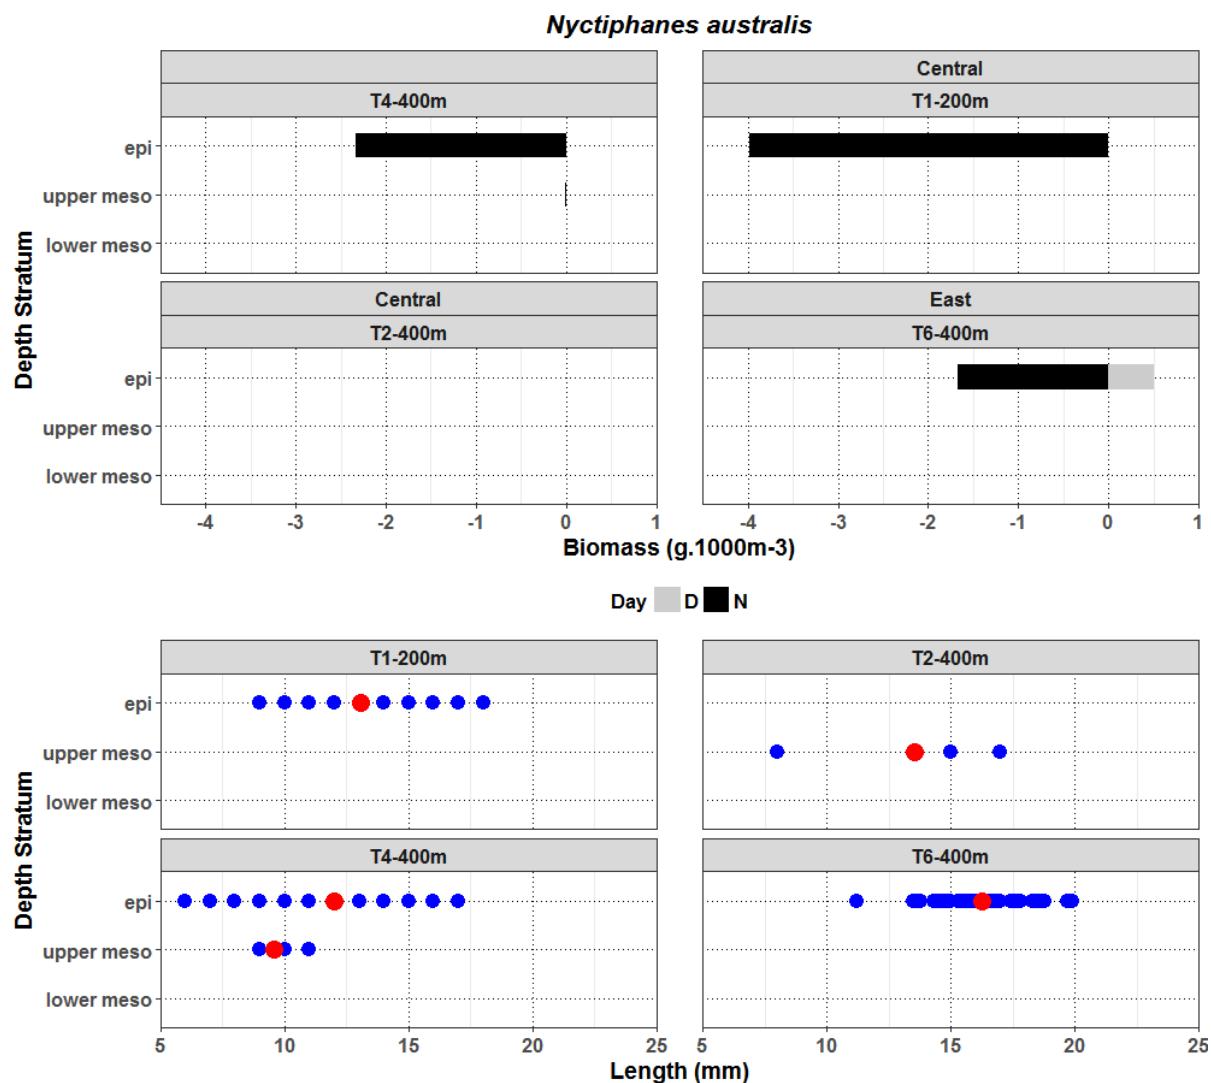 Nyctiphanes australis
Central
T4-400m
T1-200m
epi
upper meso
lower meso
Central
East
T2-400m
T6-400m
epi
upper meso
lower meso
Depth Stratum
-4 -3 -2 -1 0 1
-4 -3 -2 -1 0 1
Biomass (g.1000m-3)
Day D N
T1-200m
T2-400m
epi
upper meso
lower meso
T4-400m
T6-400m
epi
upper meso
lower meso
Depth Stratum
5 10 15 20 25
5 10 15 20 25
Length (mm)